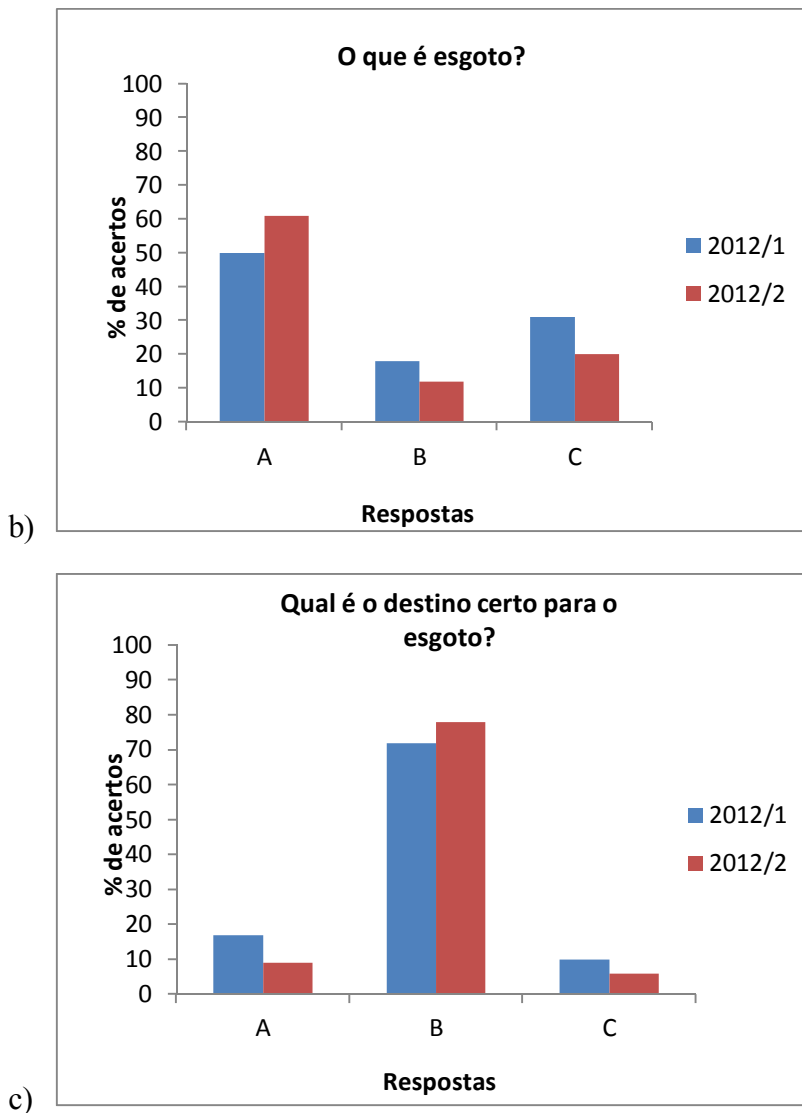 O que é esgoto?
100
90
80
70
60
50
40
30
20
10
0
% de acertos
A B C
Respostas
2012/1
2012/2
b)
Qual é o destino certo para o
esgoto?
100
90
80
70
60
50
40
30
20
10
0
% de acertos
A B C
Respostas
2012/1
2012/2
c)